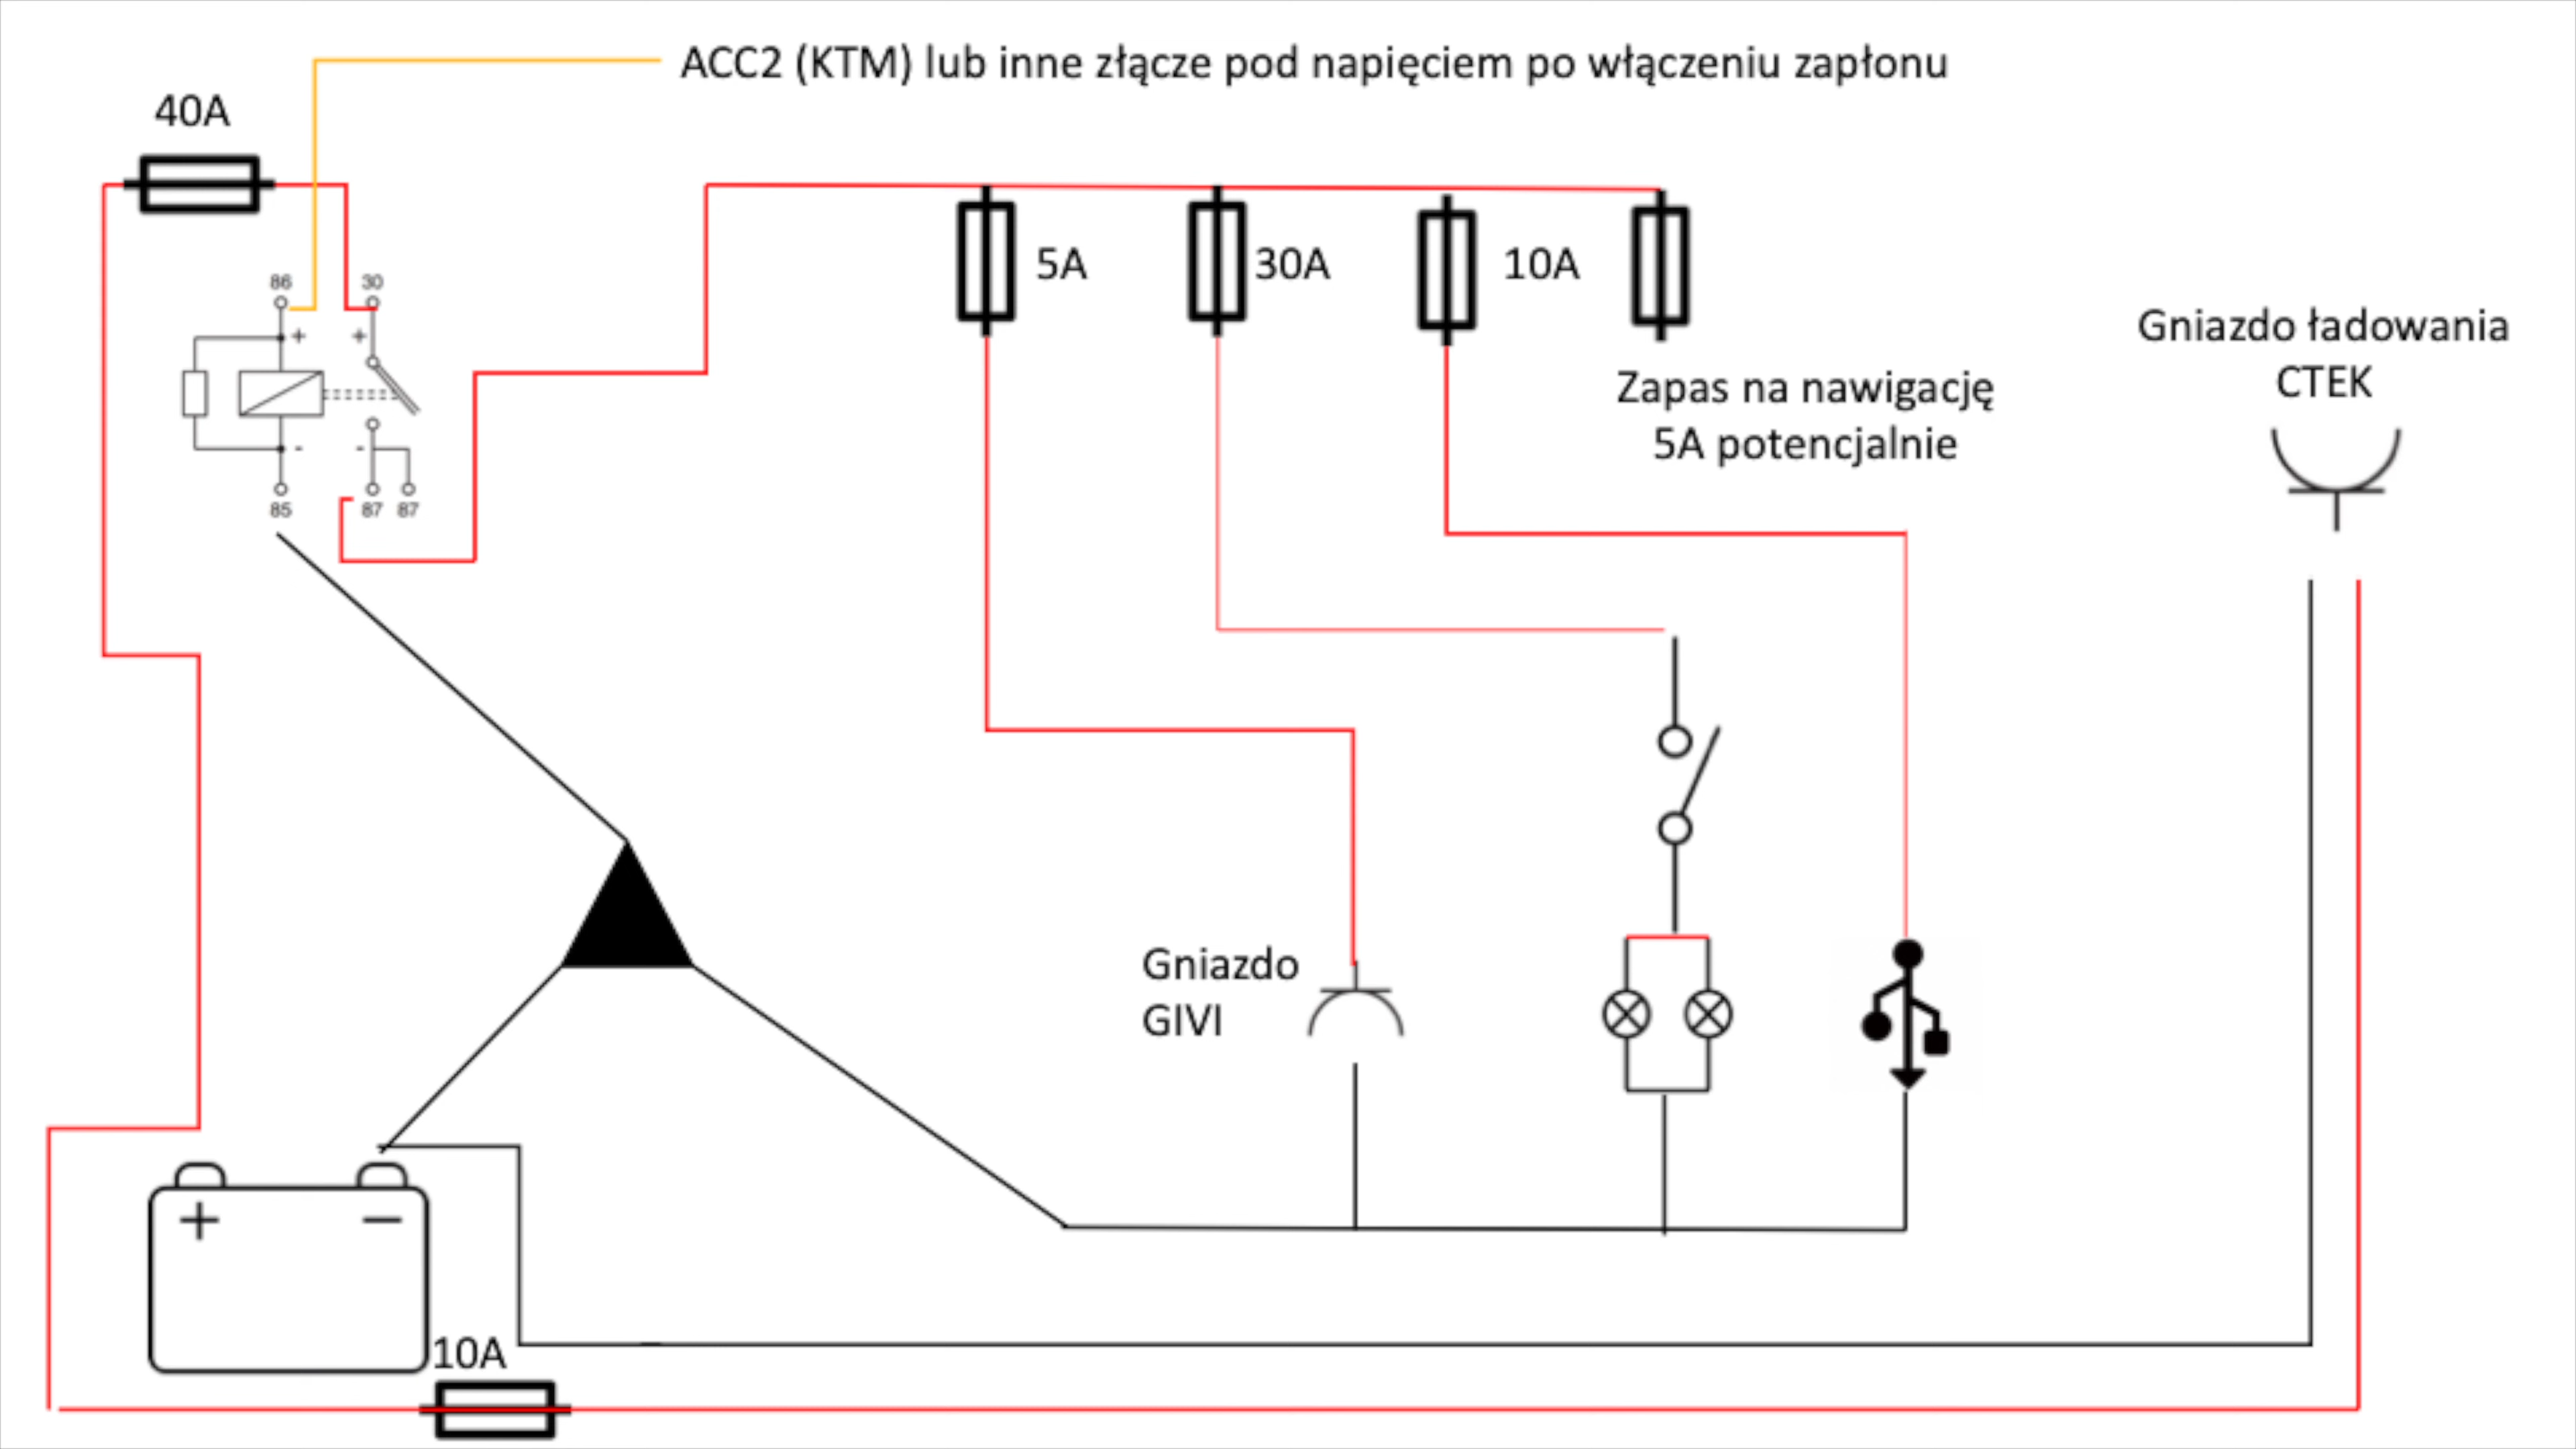 ACC2 (KTM) lub inne złącze pod napięciem po włączeniu zapłonu
40A
86
30
+
+
-
-
85
87
87
5A
30A
10A
Zapas na nawigację
5A potencjalnie
Gniazdo ładowania
CTEK
Gniazdo
GIVI
+
−
10A